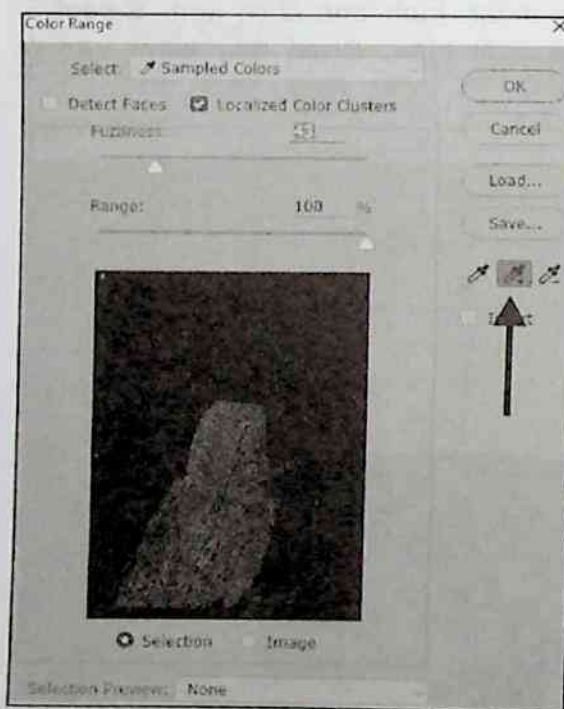 Color Range
Select: Sampled Colors
OK
Detect Faces Localized Color Clusters
Cancel
Fuzziness:
Load...
Range: 100 %
Save...
Selection Image
Selection Preview: None